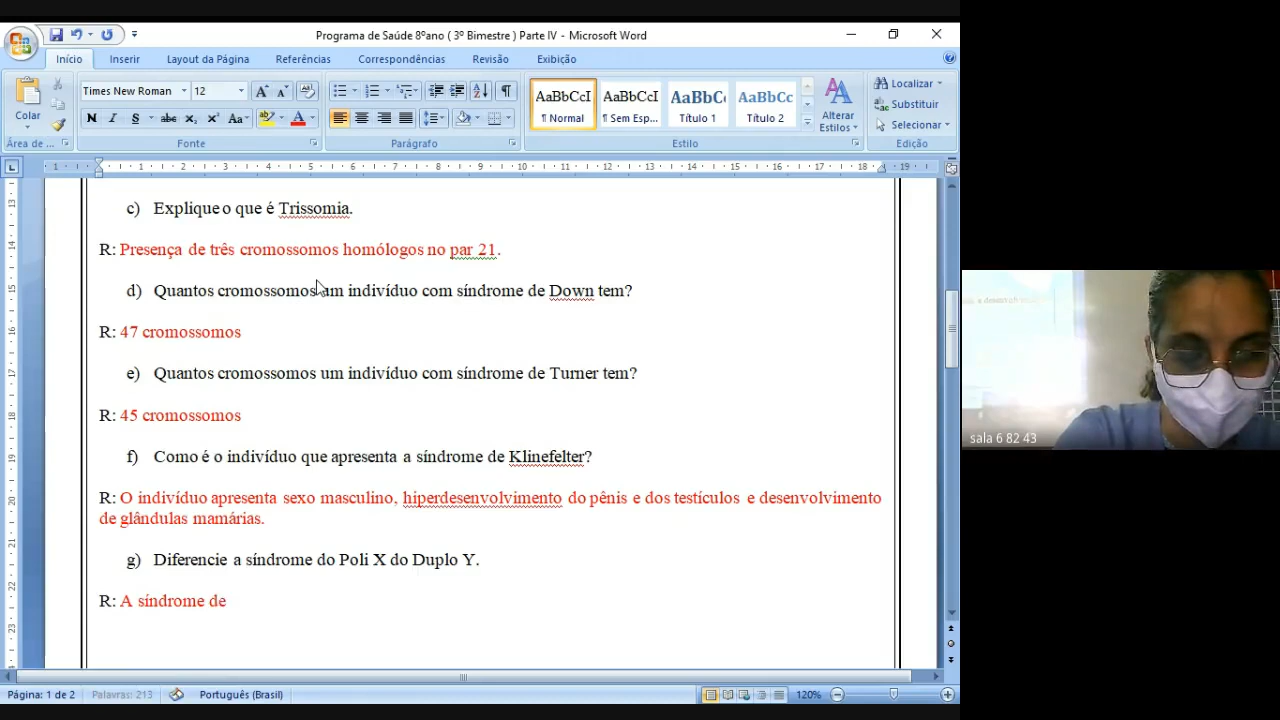 Programa de Saúde 8ºano ( 3º Bimestre ) Parte IV - Microsoft Word
Início Inserir Layout da Página Referências Correspondências Revisão Exibição
Times New Roman 12
AaBbCcI AaBbCcI AaBbC AaBbCc
Localizar
Substituir
Selecionar
Colar
¶ Normal ¶ Sem Esp... Título 1 Título 2
Alterar Estilos
Área de ... Fonte Parágrafo Estilo Edição
c) Explique o que é Trissomia.
R: Presença de três cromossomos homólogos no par 21.
d) Quantos cromossomos um indivíduo com síndrome de Down tem?
R: 47 cromossomos
e) Quantos cromossomos um indivíduo com síndrome de Turner tem?
R: 45 cromossomos
f) Como é o indivíduo que apresenta a síndrome de Klinefelter?
R: O indivíduo apresenta sexo masculino, hiperdesenvolvimento do pênis e dos testículos e desenvolvimento
de glândulas mamárias.
g) Diferencie a síndrome do Poli X do Duplo Y.
R: A síndrome de
sala 6 82 43
Página: 1 de 2 Palavras: 213 Português (Brasil) 120%